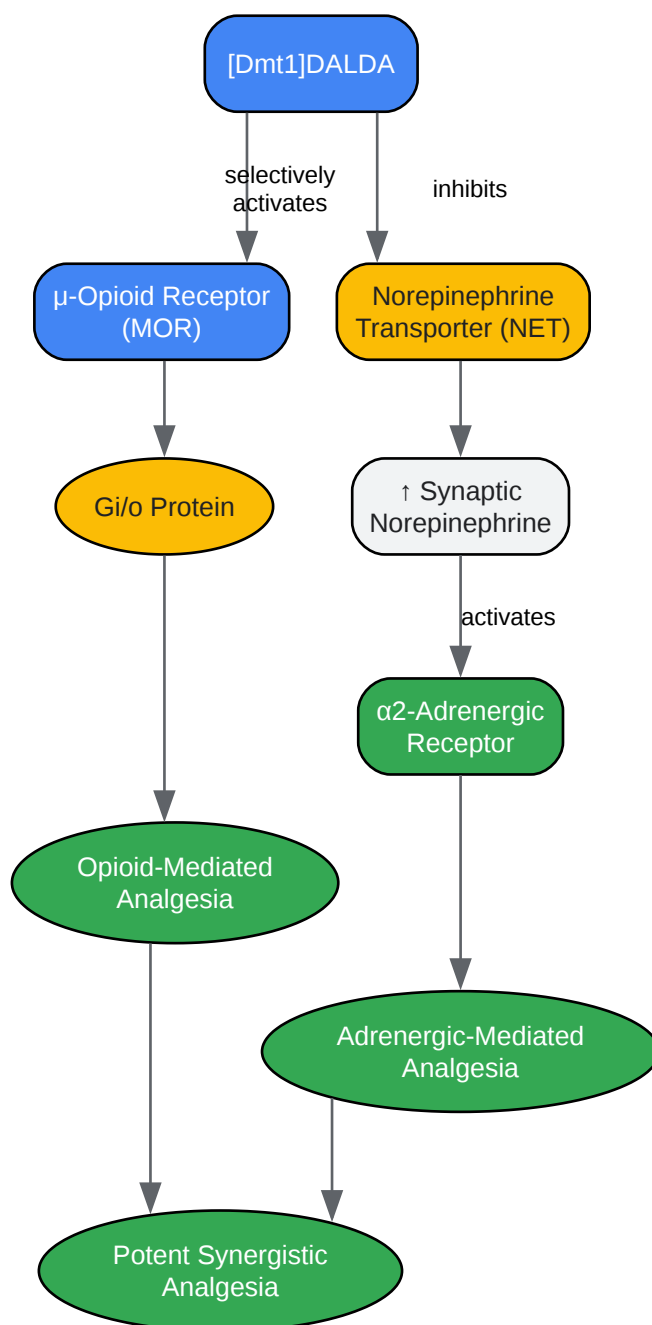 [Dmt1]DALDA
selectively
activates
inhibits
μ-Opioid Receptor
(MOR)
Norepinephrine
Transporter (NET)
Gi/o Protein
↑ Synaptic
Norepinephrine
activates
α2-Adrenergic
Receptor
Opioid-Mediated
Analgesia
Adrenergic-Mediated
Analgesia
Potent Synergistic
Analgesia